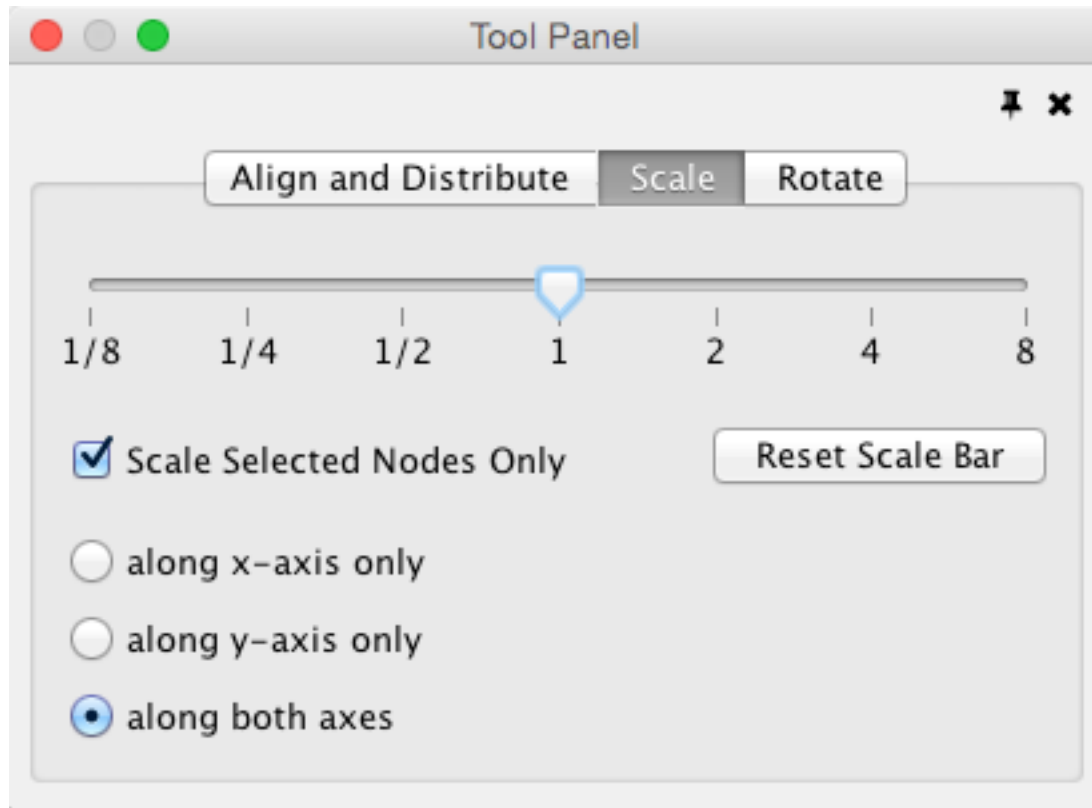 Tool Panel
Align and Distribute Scale Rotate
1/8 1/4 1/2 1 2 4 8
Scale Selected Nodes Only Reset Scale Bar
along x-axis only
along y-axis only
along both axes